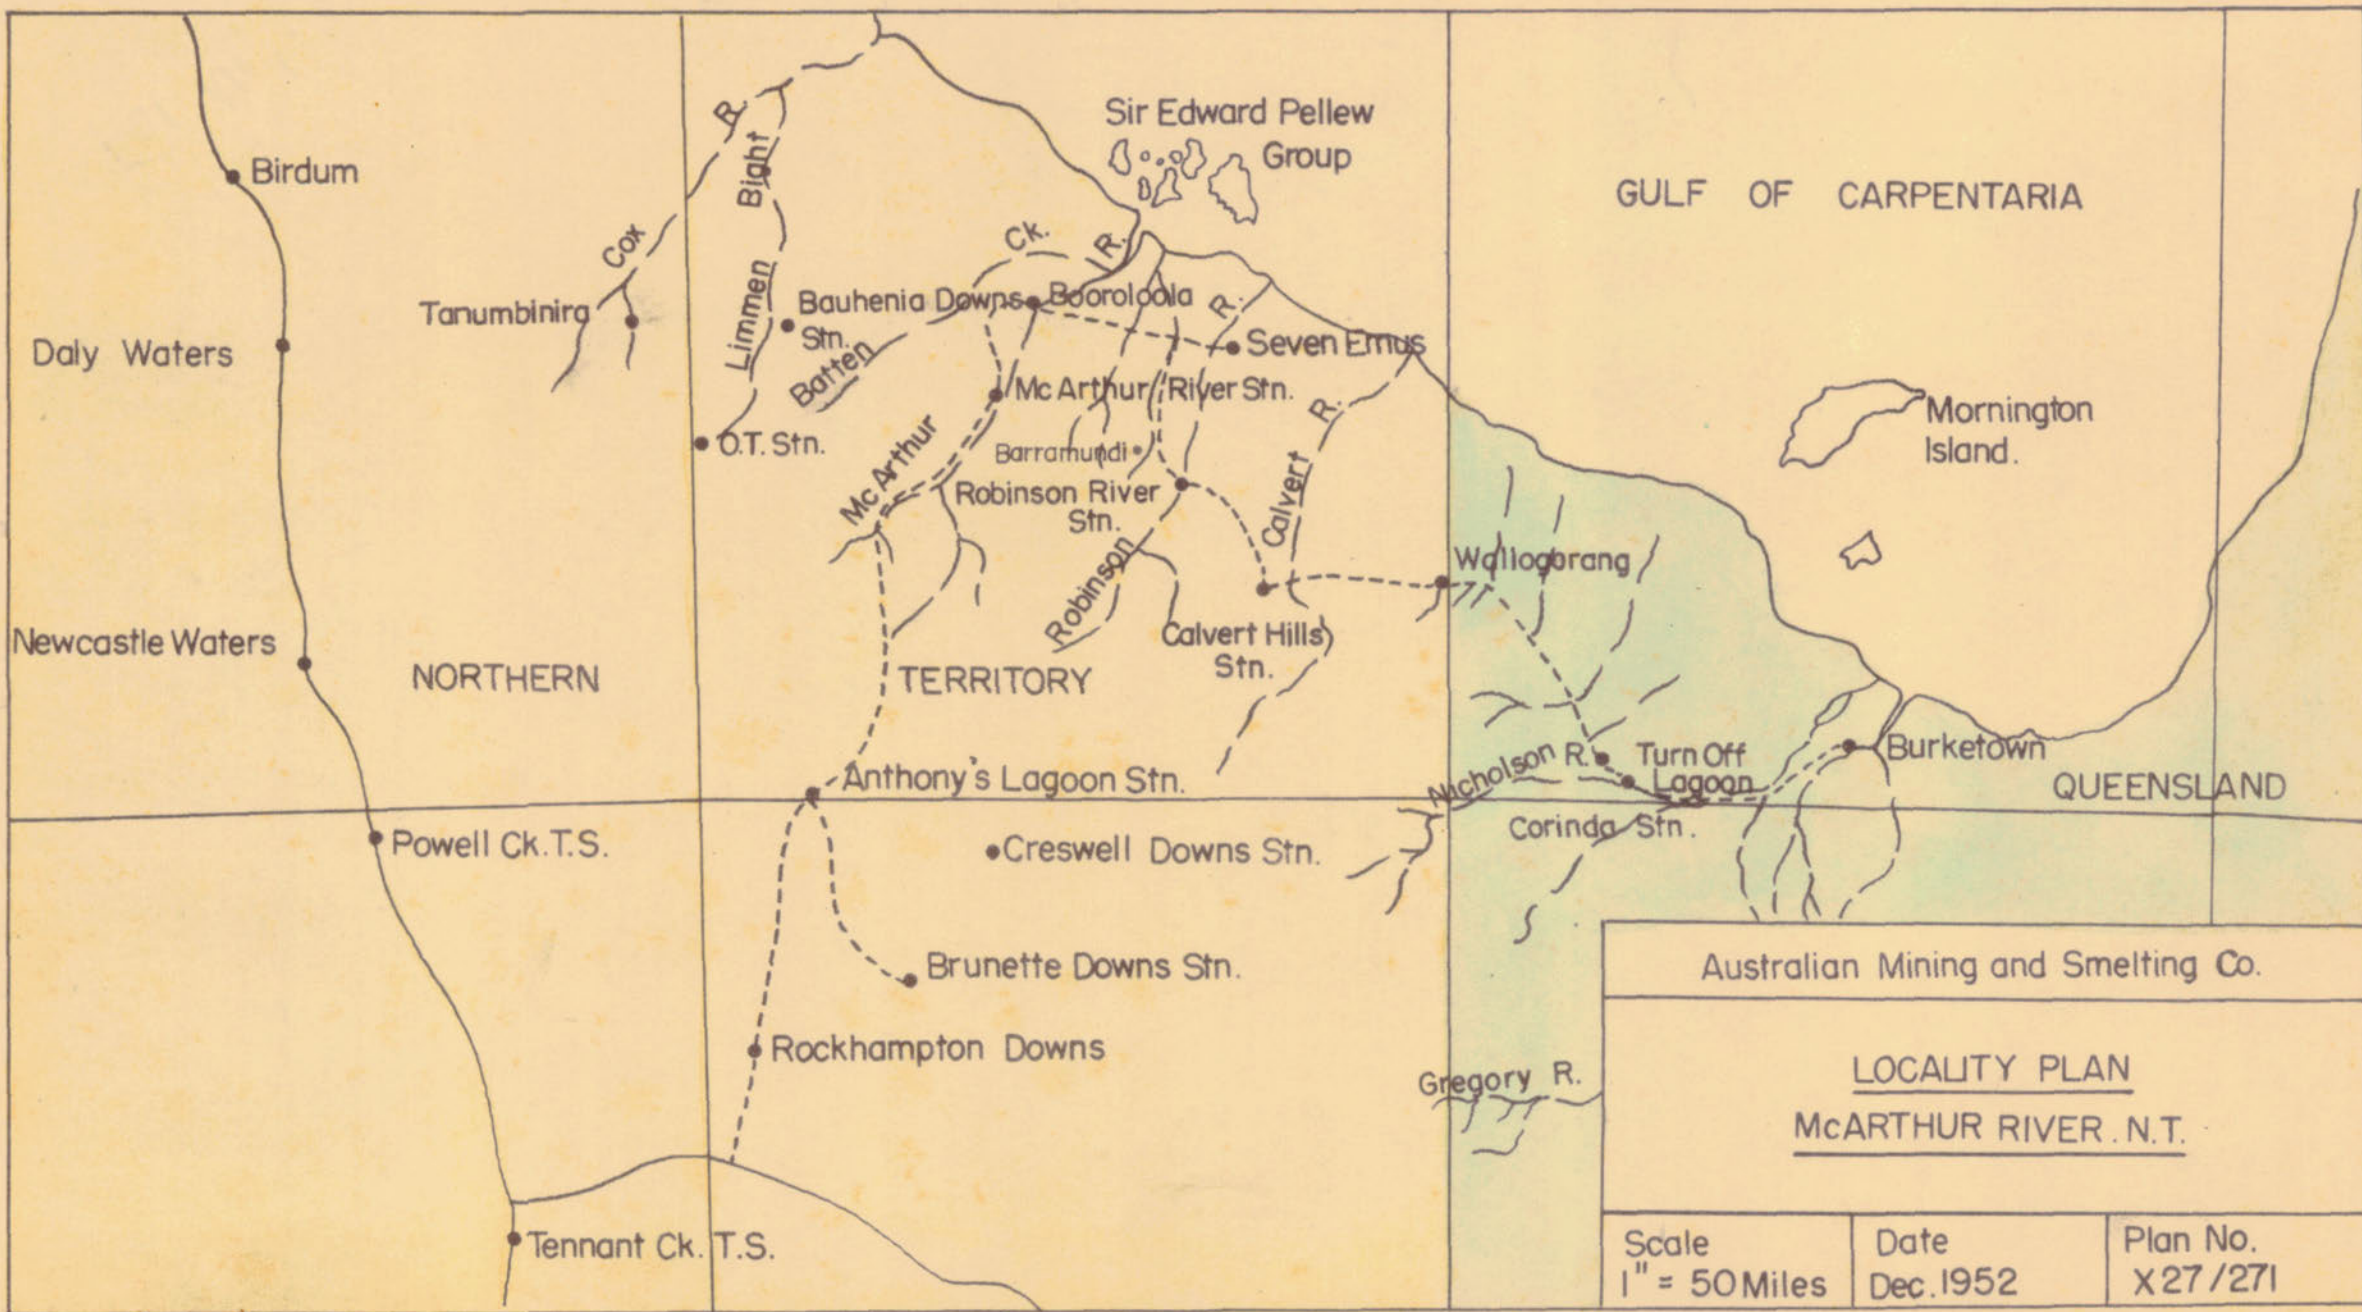 Sir Edward Pellew
Group
GULF OF CARPENTARIA
Birdum
Cox R.
Limmen Bight
Ck.
R.
R.
Tanumbinira
Bauhenia Downs
Stn.
Booroloola
Daly Waters
Batten
Seven Emus
Mc Arthur River Stn.
R.
Mornington
Island.
O.T. Stn.
Barramundi
Mc Arthur
Calvert
Robinson River
Stn.
Wallogorang
Robinson
Newcastle Waters
Calvert Hills
Stn.
NORTHERN TERRITORY
Anthony's Lagoon Stn.
Nicholson R.
Turn Off
Lagoon
Burketown
QUEENSLAND
Powell Ck. T.S.
Creswell Downs Stn.
Corinda Stn.
Brunette Downs Stn.
Rockhampton Downs
Gregory R.
Tennant Ck. T.S.
Australian Mining and Smelting Co.
LOCALITY PLAN
McARTHUR RIVER. N.T.
Scale
1" = 50 Miles
Date
Dec. 1952
Plan No.
X27/271